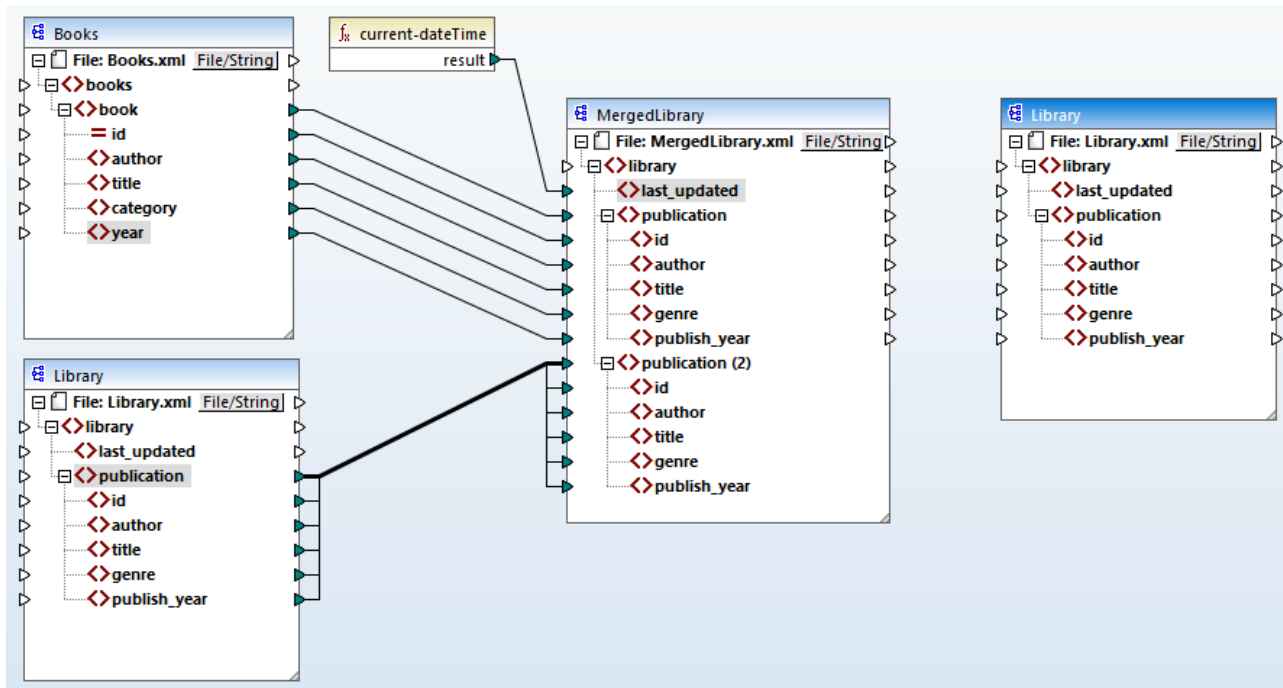 Books
File: Books.xml File/String
books
book
id
author
title
category
year
current-dateTime
result
Library
File: Library.xml File/String
library
last_updated
publication
id
author
title
genre
publish_year
MergedLibrary
File: MergedLibrary.xml File/String
library
last_updated
publication
id
author
title
genre
publish_year
publication (2)
id
author
title
genre
publish_year
Library
File: Library.xml File/String
library
last_updated
publication
id
author
title
genre
publish_year